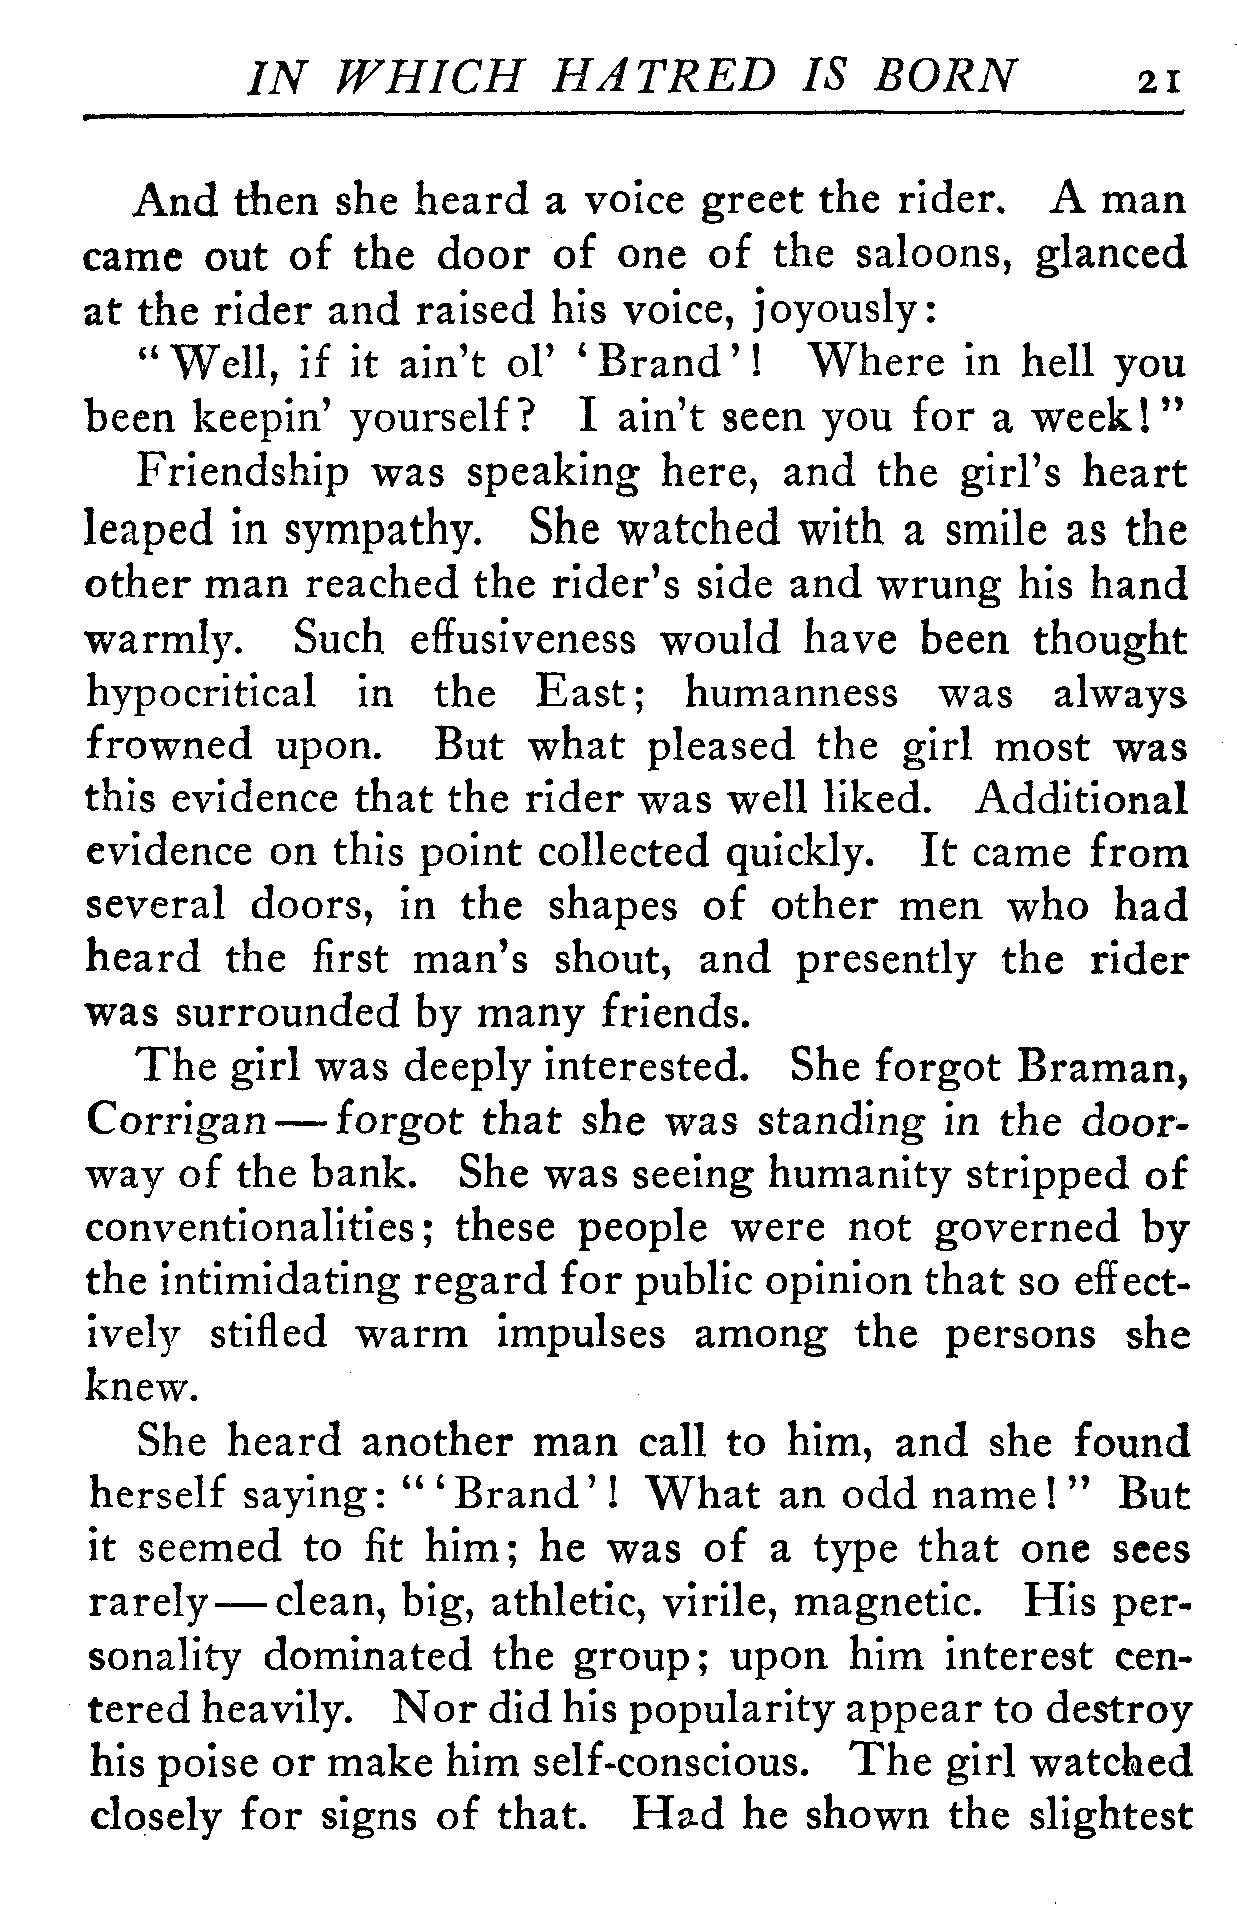 IN WHICH HATRED IS BORN 21
And then she heard a voice greet the rider. A man
came out of the door of one of the saloons, glanced
at the rider and raised his voice, joyously:
“Well, if it ain't ol' ‘Brand’! Where in hell you
been keepin' yourself? I ain't seen you for a week!”
Friendship was speaking here, and the girl's heart
leaped in sympathy. She watched with a smile as the
other man reached the rider's side and wrung his hand
warmly. Such effusiveness would have been thought
hypocritical in the East; humanness was always
frowned upon. But what pleased the girl most was
this evidence that the rider was well liked. Additional
evidence on this point collected quickly. It came from
several doors, in the shapes of other men who had
heard the first man's shout, and presently the rider
was surrounded by many friends.
The girl was deeply interested. She forgot Braman,
Corrigan — forgot that she was standing in the door-
way of the bank. She was seeing humanity stripped of
conventionalities; these people were not governed by
the intimidating regard for public opinion that so effect-
ively stifled warm impulses among the persons she
knew.
She heard another man call to him, and she found
herself saying: “‘Brand’! What an odd name!” But
it seemed to fit him; he was of a type that one sees
rarely — clean, big, athletic, virile, magnetic. His per-
sonality dominated the group; upon him interest cen-
tered heavily. Nor did his popularity appear to destroy
his poise or make him self-conscious. The girl watched
closely for signs of that. Had he shown the slightest